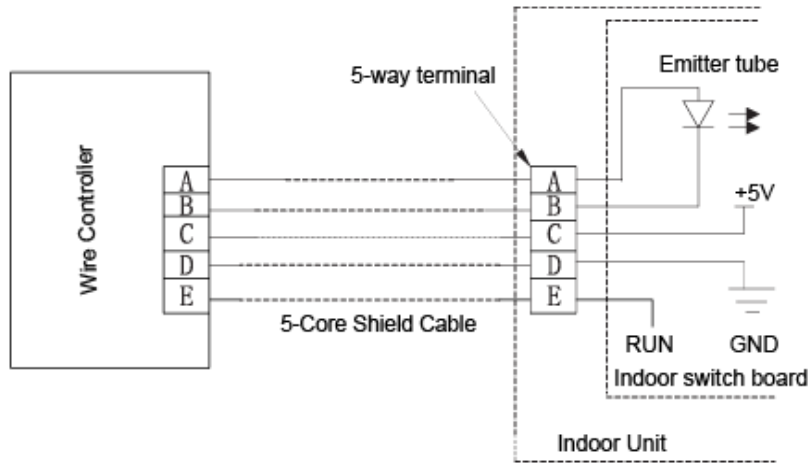 5-way terminal
Emitter tube
Wire Controller
A
B
C
D
E
A
B
C
D
E
+5V
5-Core Shield Cable
RUN
GND
Indoor switch board
Indoor Unit